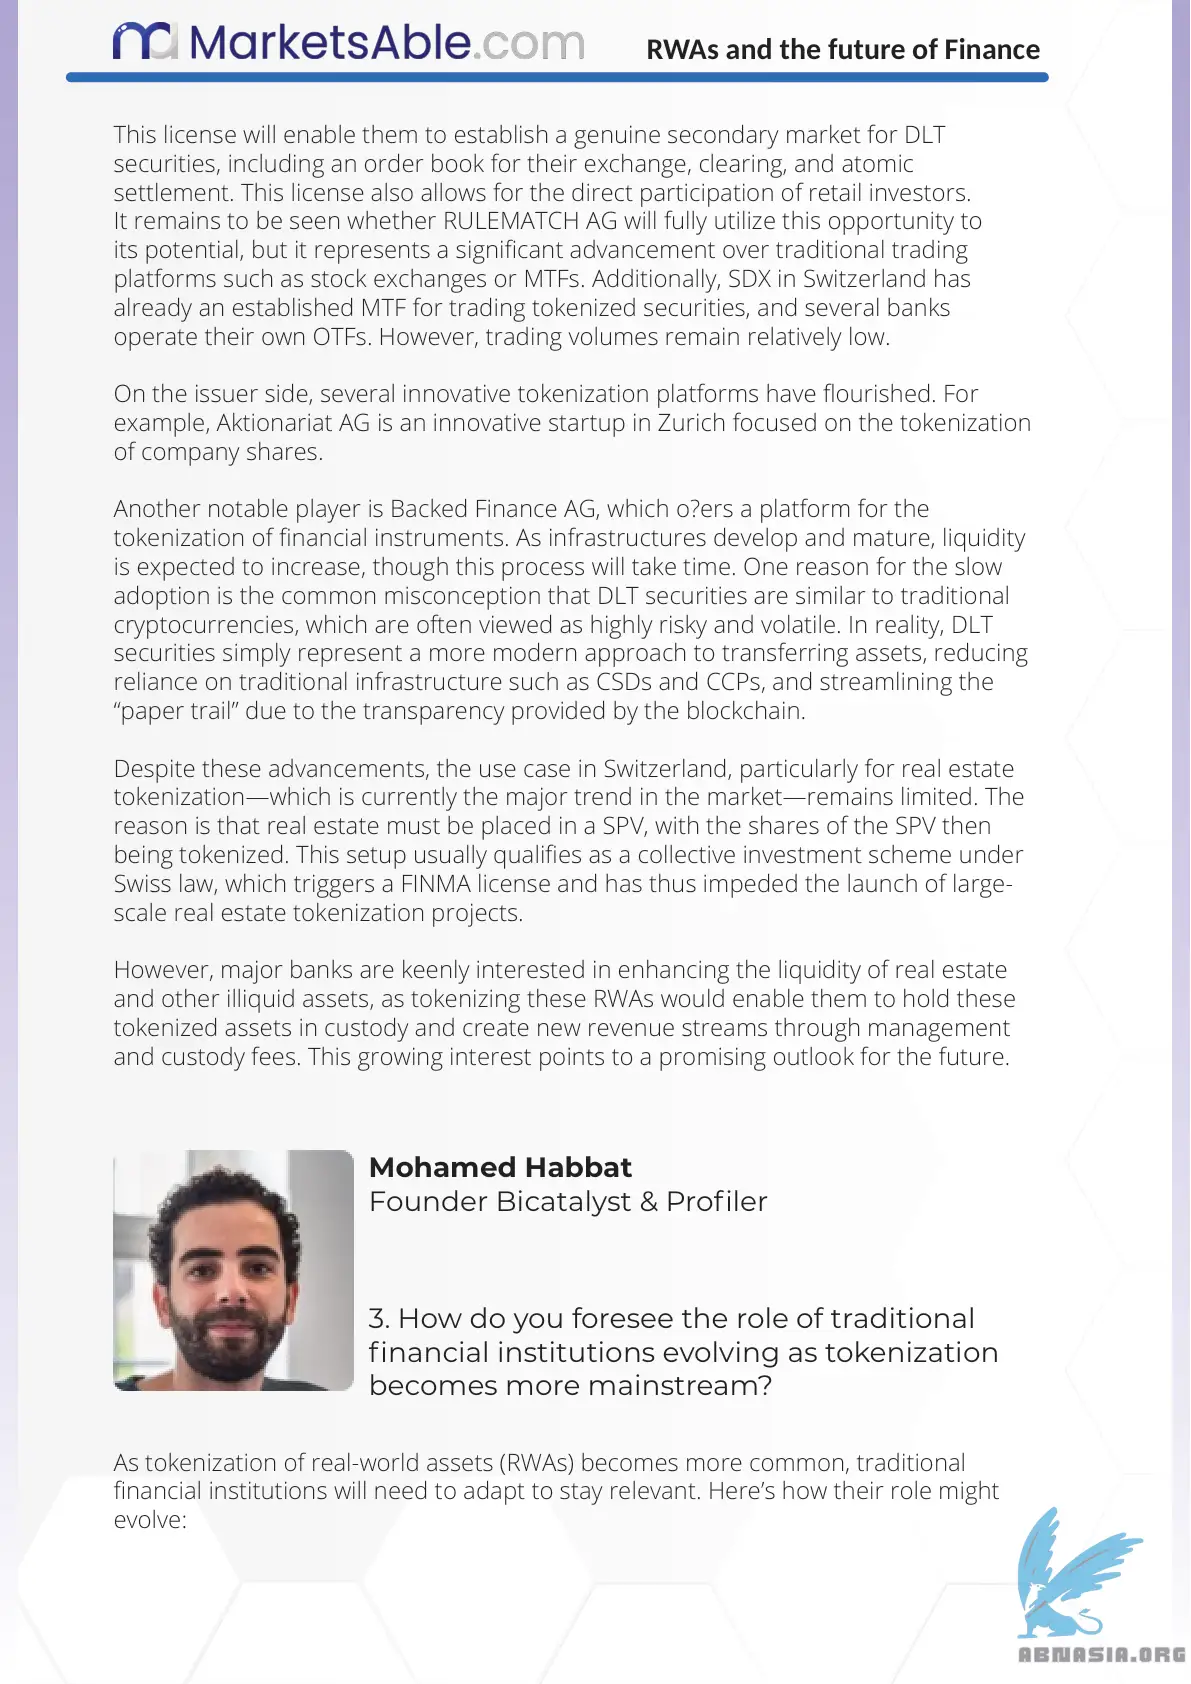 MarketsAble.com
RWAs and the future of Finance
This license will enable them to establish a genuine secondary market for DLT
securities, including an order book for their exchange, clearing, and atomic
settlement. This license also allows for the direct participation of retail investors.
It remains to be seen whether RULEMATCH AG will fully utilize this opportunity to
its potential, but it represents a significant advancement over traditional trading
platforms such as stock exchanges or MTFs. Additionally, SDX in Switzerland has
already an established MTF for trading tokenized securities, and several banks
operate their own OTFs. However, trading volumes remain relatively low.
On the issuer side, several innovative tokenization platforms have flourished. For
example, Aktionariat AG is an innovative startup in Zurich focused on the tokenization
of company shares.
Another notable player is Backed Finance AG, which o?ers a platform for the
tokenization of financial instruments. As infrastructures develop and mature, liquidity
is expected to increase, though this process will take time. One reason for the slow
adoption is the common misconception that DLT securities are similar to traditional
cryptocurrencies, which are often viewed as highly risky and volatile. In reality, DLT
securities simply represent a more modern approach to transferring assets, reducing
reliance on traditional infrastructure such as CSDs and CCPs, and streamlining the
“paper trail” due to the transparency provided by the blockchain.
Despite these advancements, the use case in Switzerland, particularly for real estate
tokenization—which is currently the major trend in the market—remains limited. The
reason is that real estate must be placed in a SPV, with the shares of the SPV then
being tokenized. This setup usually qualifies as a collective investment scheme under
Swiss law, which triggers a FINMA license and has thus impeded the launch of large-
scale real estate tokenization projects.
However, major banks are keenly interested in enhancing the liquidity of real estate
and other illiquid assets, as tokenizing these RWAs would enable them to hold these
tokenized assets in custody and create new revenue streams through management
and custody fees. This growing interest points to a promising outlook for the future.
Mohamed Habbat
Founder Bicatalyst & Profiler
3. How do you foresee the role of traditional
financial institutions evolving as tokenization
becomes more mainstream?
As tokenization of real-world assets (RWAs) becomes more common, traditional
financial institutions will need to adapt to stay relevant. Here’s how their role might
evolve:
ABNASIA.ORG